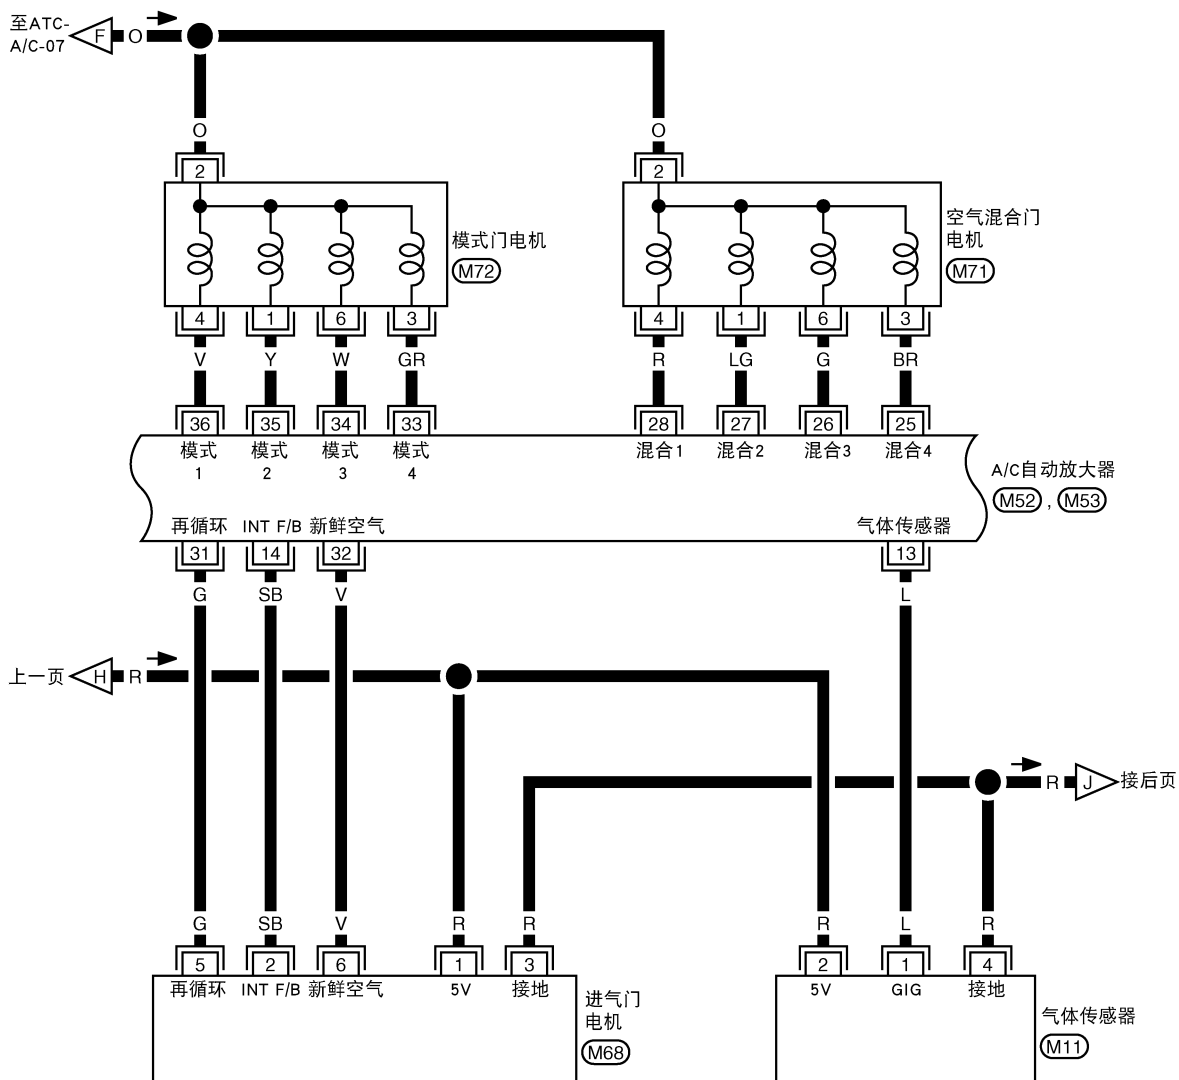 至ATC-
A/C-07
F
O
O
O
2
2
模式门电机
M72
空气混合门
电机
M71
4 1 6 3
4 1 6 3
V Y W GR
R LG G BR
36 35 34 33
28 27 26 25
模式 模式 模式 模式
1 2 3 4
混合1 混合2 混合3 混合4
A/C自动放大器
M52 , M53
再循环 INT F/B 新鲜空气
气体传感器
31 14 32
13
G SB V
L
上一页
H
R
R
J
接后页
G SB V R R
R L R
5 2 6 1 3
2 1 4
再循环 INT F/B 新鲜空气 5V 接地
5V GIG 接地
进气门
电机
M68
气体传感器
M11